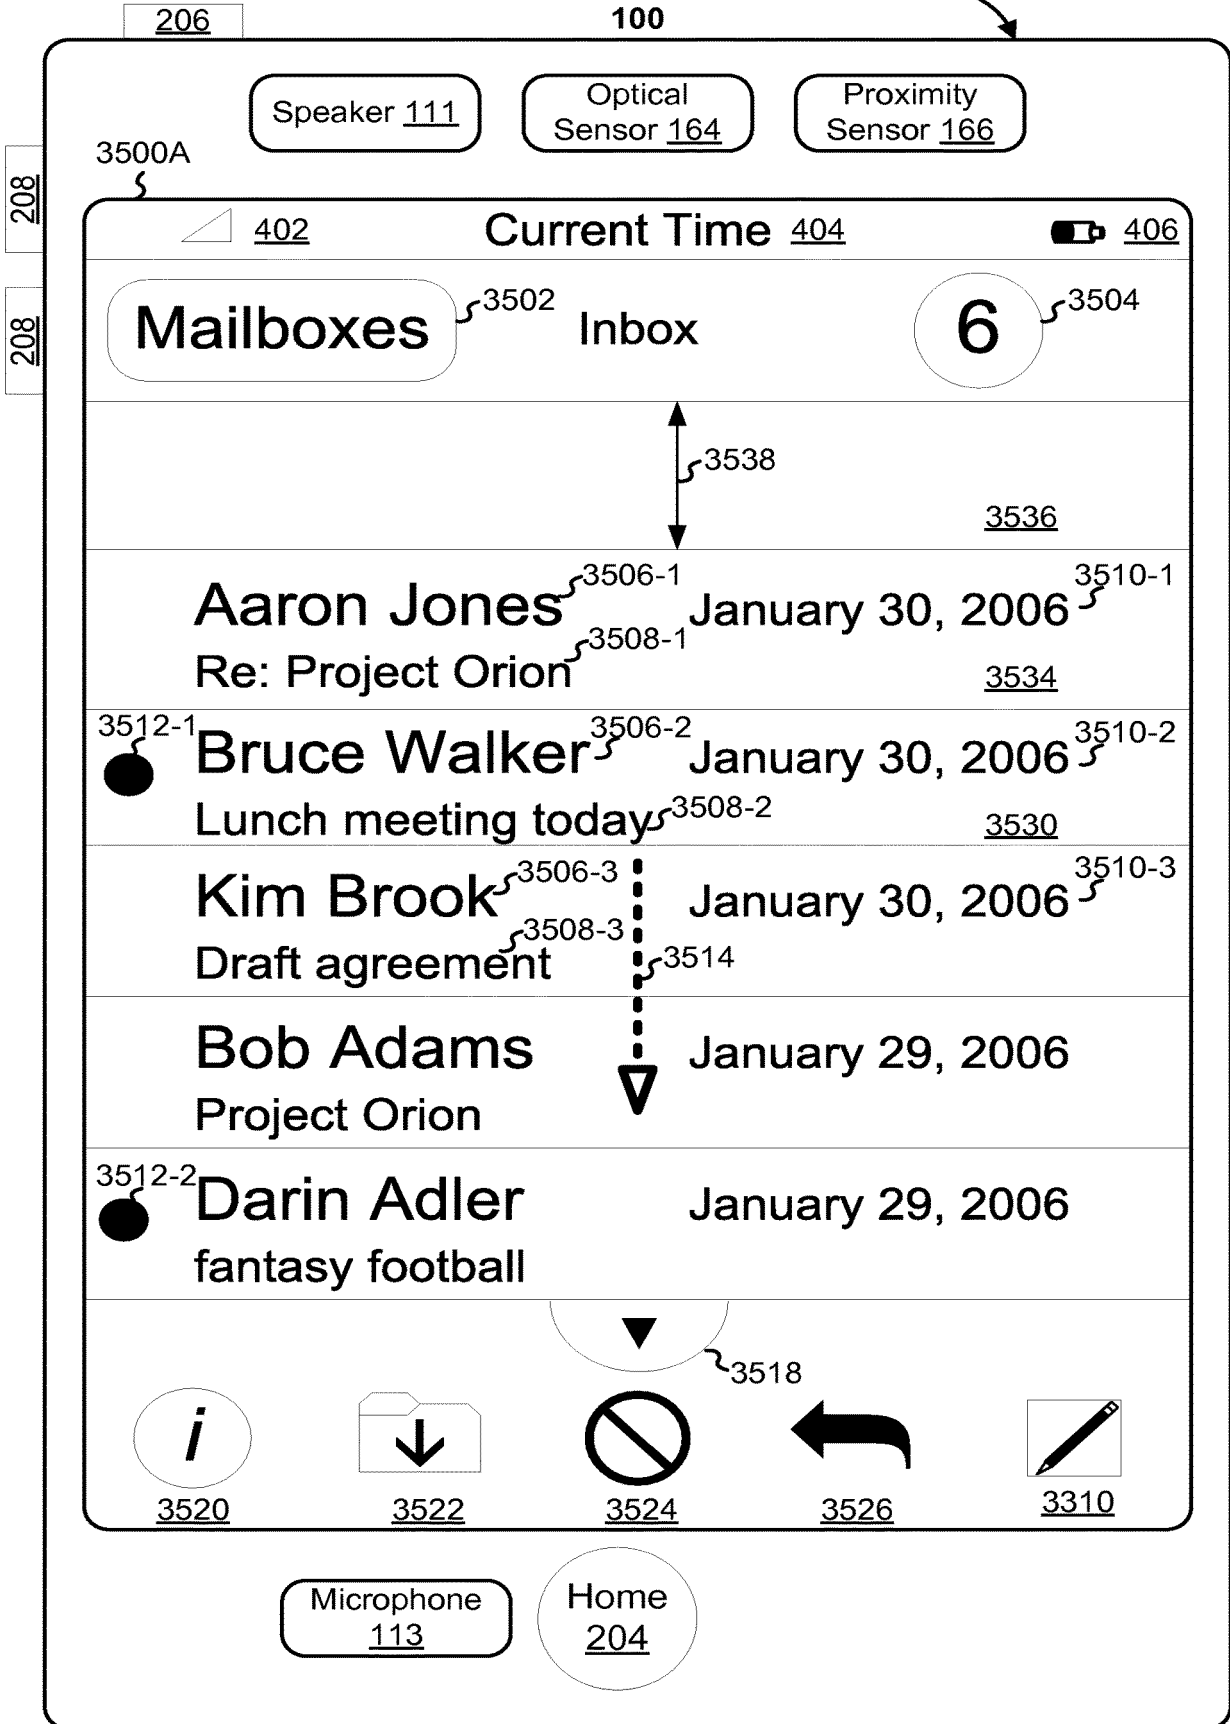 206
100
Speaker 111
Optical
Sensor 164
Proximity
Sensor 166
3500A
208
402
Current Time 404
406
208
Mailboxes
3502
Inbox
6
3504
3538
3536
Aaron Jones
3506-1
January 30, 2006
3510-1
Re: Project Orion
3508-1
3534
3512-1
Bruce Walker
3506-2
January 30, 2006
3510-2
Lunch meeting today
3508-2
3530
Kim Brook
3506-3
January 30, 2006
3510-3
Draft agreement
3508-3
3514
Bob Adams
January 29, 2006
Project Orion
3512-2
Darin Adler
January 29, 2006
fantasy football
3518
i
3520
3522
3524
3526
3310
Microphone
113
Home
204